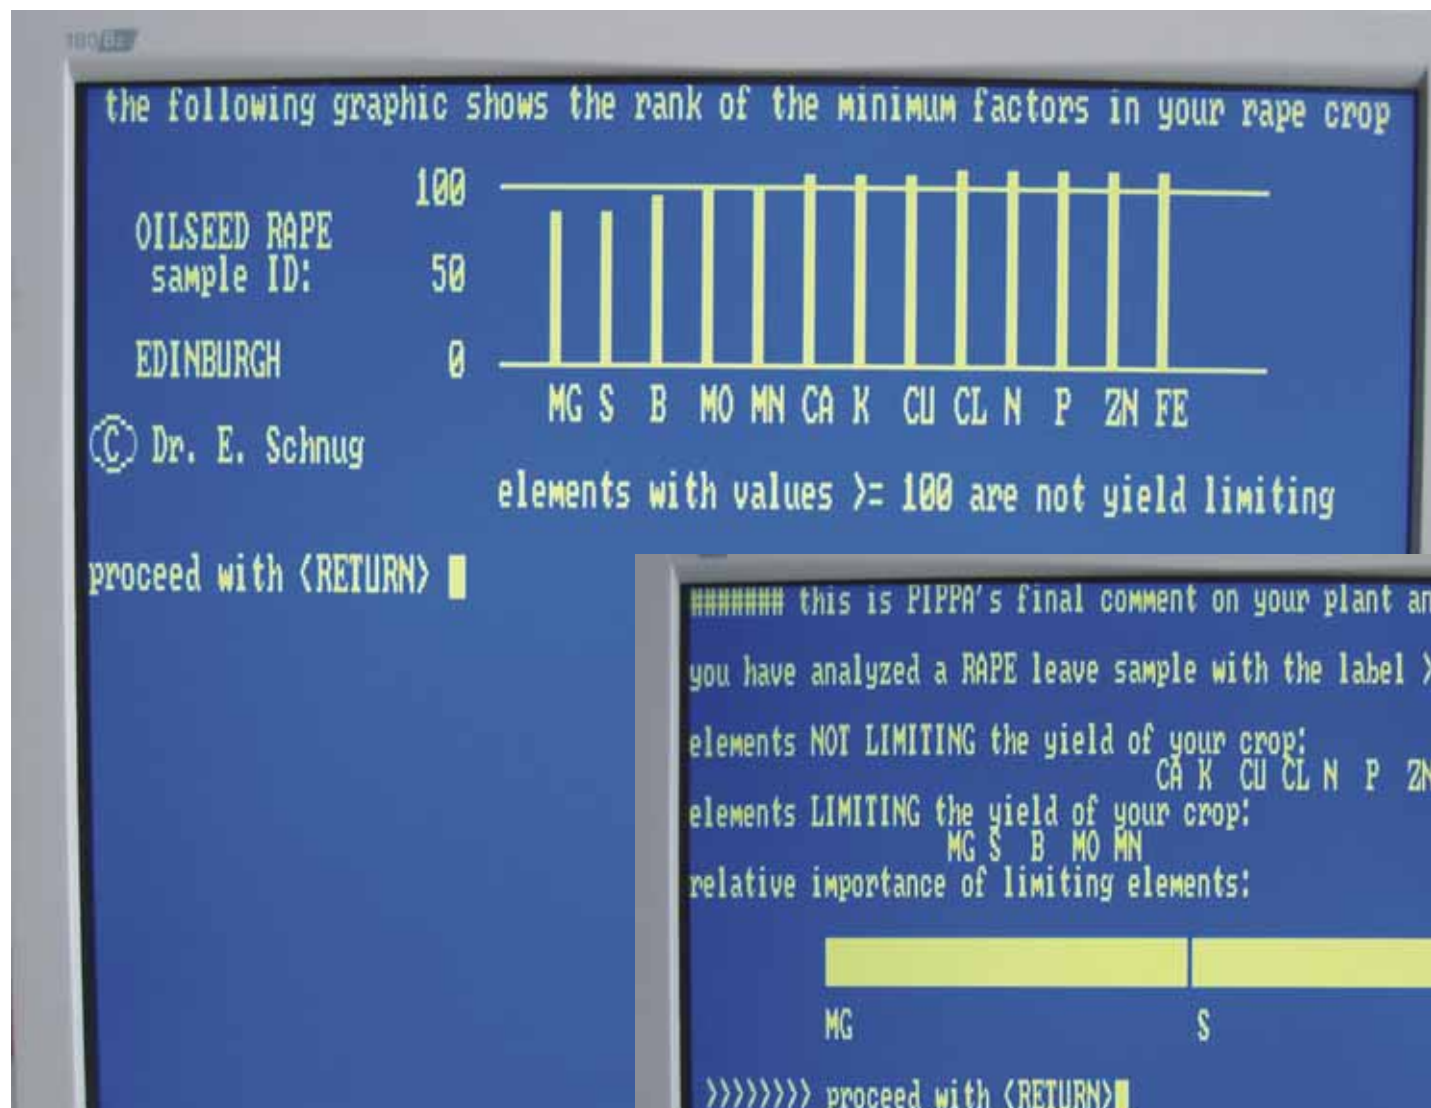 the following graphic shows the rank of the minimum factors in your rape crop
100
OILSEED RAPE
sample ID:
50
EDINBURGH
0
MG S B MO MN CA K CU CL N P ZN FE
(C) Dr. E. Schnug
elements with values >= 100 are not yield limiting
proceed with <RETURN>
####### this is PIPPA's final comment on your plant an
you have analyzed a RAPE leave sample with the label >
elements NOT LIMITING the yield of your crop:
CA K CU CL N P ZN
elements LIMITING the yield of your crop:
MG S B MO MN
relative importance of limiting elements:
MG S
>>>>>>>> proceed with <RETURN>